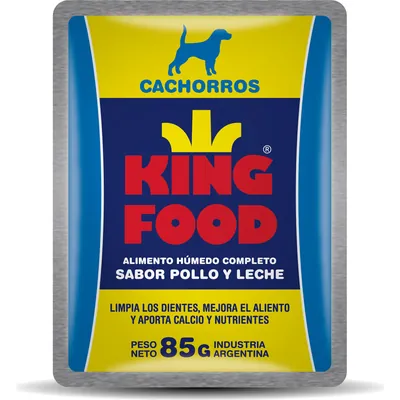 CACHORROS
KING®
FOOD
ALIMENTO HÚMEDO COMPLETO
SABOR POLLO Y LECHE
LIMPIA LOS DIENTES, MEJORA EL ALIENTO
Y APORTA CALCIO Y NUTRIENTES
PESO NETO 85G INDUSTRIA ARGENTINA